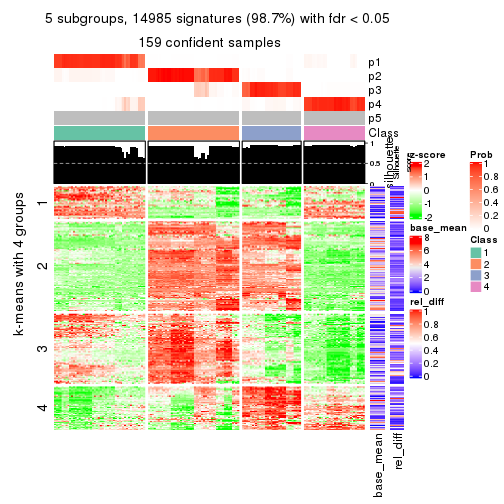 5 subgroups, 14985 signatures (98.7%) with fdr < 0.05
159 confident samples
p1
p2
p3
p4
p5
Class
1
0.5
0
silhouette
Silhouette
score
k-means with 4 groups
1
2
3
4
base_mean
rel_diff
z-score
2
1
0
-1
-2
base_mean
8
6
4
2
0
rel_diff
1
0.8
0.6
0.4
0.2
0
Prob
1
0.8
0.6
0.4
0.2
0
Class
1
2
3
4